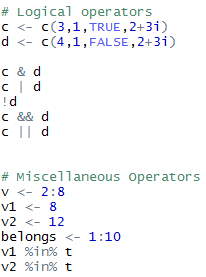 # Logical operators
c <- c(3,1,TRUE,2+3i)
d <- c(4,1,FALSE,2+3i)
c & d
c | d
!d
c && d
c || d
# Miscellaneous Operators
v <- 2:8
v1 <- 8
v2 <- 12
belongs <- 1:10
v1 %in% t
v2 %in% t